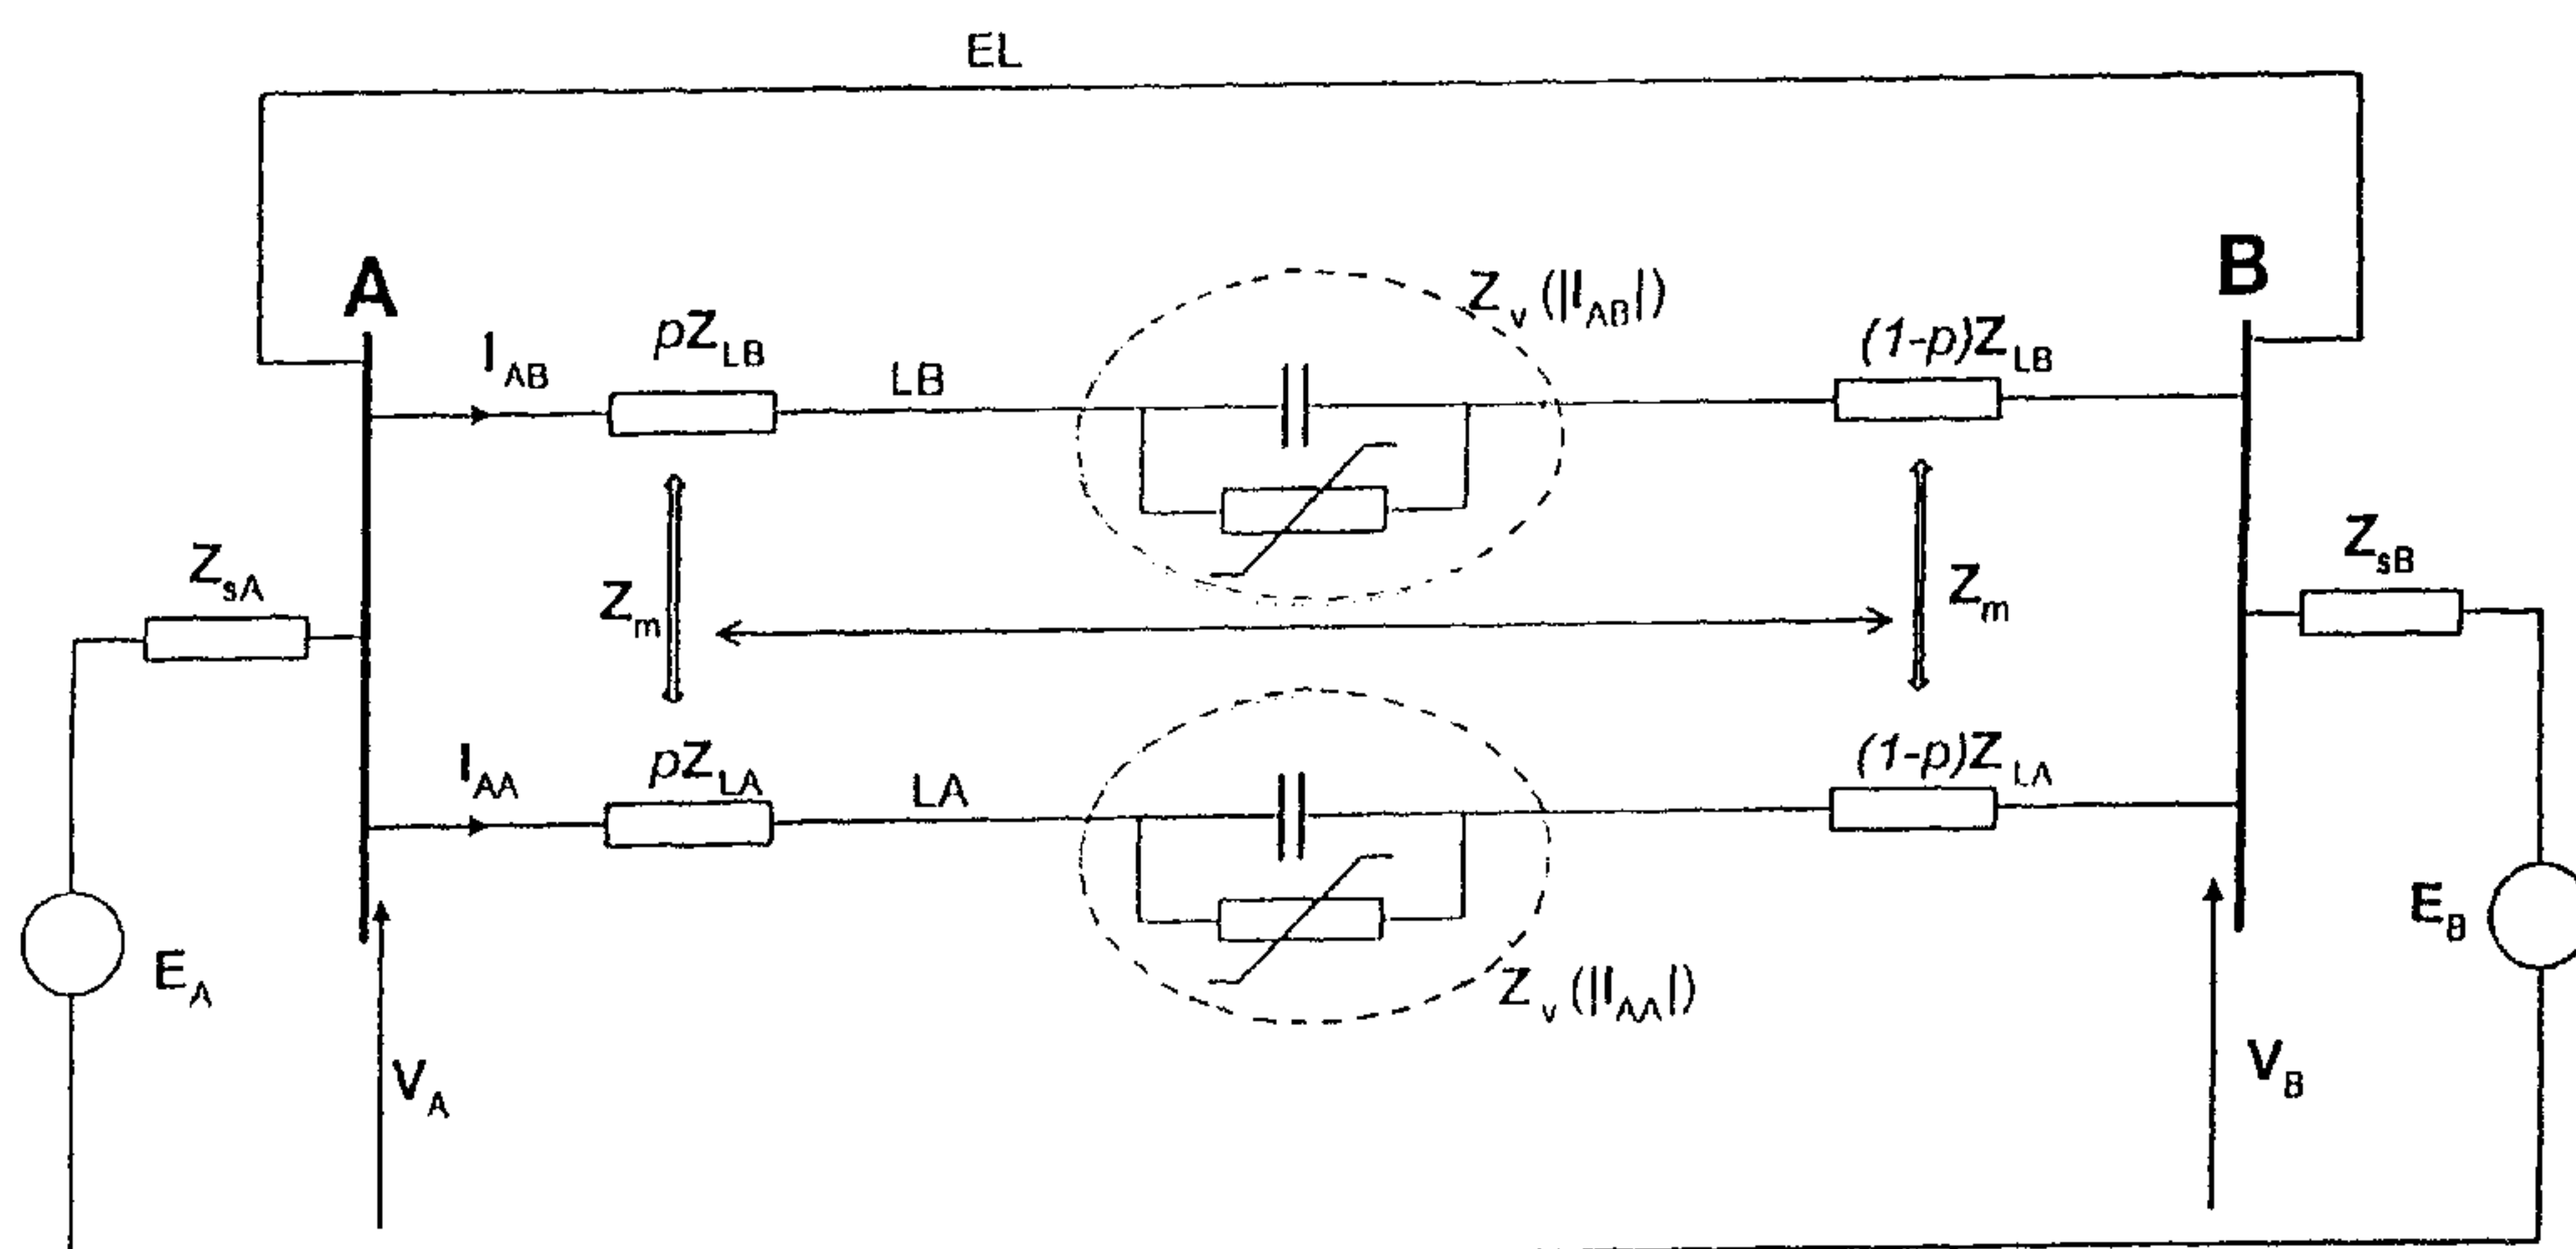 EL
A
B
I_AB
pZ_LB
LB
Z_v (|I_AB|)
(1-p)Z_LB
Z_sA
Z_m
Z_m
Z_sB
I_AA
pZ_LA
LA
(1-p)Z_LA
E_A
Z_v (|I_AA|)
E_B
V_A
V_B